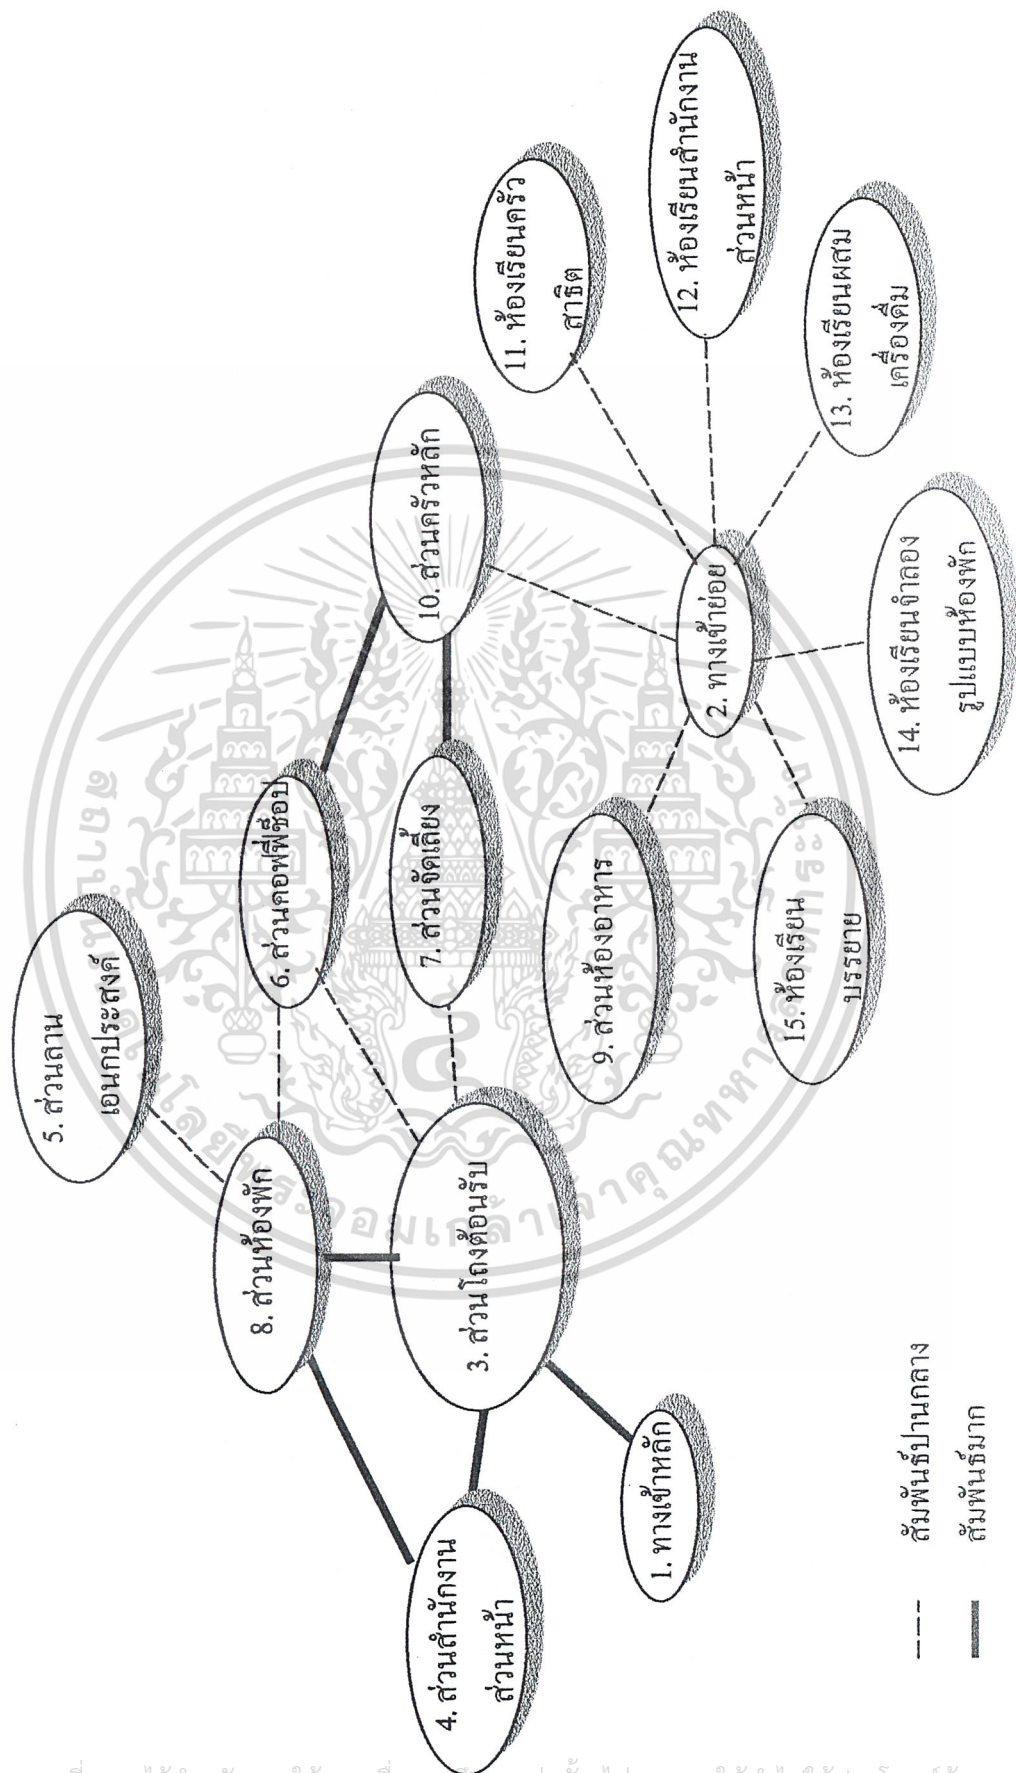 5. ส่วนลาน
เอนกประสงค์
8. ส่วนห้องพัก
6. ส่วนคอฟฟี่ช็อป
10. ส่วนครัวหลัก
11. ห้องเรียนครัว
สาธิต
4. ส่วนสำนักงาน
ส่วนหน้า
3. ส่วนโถงต้อนรับ
7. ส่วนจัดเลี้ยง
12. ห้องเรียนสำนักงาน
ส่วนหน้า
1. ทางเข้าหลัก
9. ส่วนห้องอาหาร
2. ทางเข้าย่อย
13. ห้องเรียนผสม
เครื่องดื่ม
15. ห้องเรียน
บรรยาย
14. ห้องเรียนจำลอง
รูปแบบห้องพัก
สัมพันธ์ปานกลาง
สัมพันธ์มาก